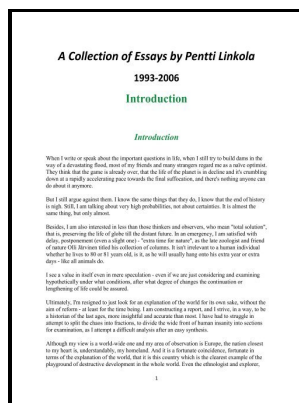 A Collection of Essays by Pentti Linkola
1993-2006
Introduction
Introduction
When I write or speak about the important questions in life, when I still try to build dams in the
way of a devastating flood, most of my friends and many strangers regard me as a naive optimist.
They think that the game is already over, that the life of the planet is in decline and it's crumbling
down at a rapidly accelerating pace towards the final suffocation, and there's nothing anyone can
do about it anymore.
But I still argue against them. I know the same things that they do, I know that the end of history
is nigh. Still, I am talking about very high probabilities, not about certainties. It is almost the
same thing, but only almost.
Besides, I am also interested in less than those thinkers and observers, who mean "total solution",
that is, preserving the life of globe till the distant future. In an emergency, I am satisfied with
delay, postponement (even a slight one) - "extra time for nature", as the late zoologist and friend
of nature Olli Järvinen titled his collection of essays. It isn't irrelevant to a human individual
whether he lives to 80 or 81 years old, is it, as he will usually hang onto his extra year or extra
days - like all animals do.
I see a value in itself even in mere speculation - even if we are just considering and examining
hypothetically under what conditions, after what degree of changes the continuation or
lengthening of life could be assured.
Ultimately, I'm resigned to just look for an explanation of the world for its own sake, without the
aim of reform - at least for the time being. I am constructing a report, and I strive, in a way, to be
a historian of the last ages, more insightful and accurate than most. I have had to struggle in
attempt to split the chaos into fractions, to divide the wide front of human insanity into sections
for examination, as I attempt a difficult analysis after an easy synthesis.
Although my view is a world-wide one and my area of observation is Europe, the nation closest
to my heart is, understandably, my homeland. And it is a fortunate coincidence, fortunate in
terms of the explanation of the world, that it is this country which is the clearest example of the
playground of destructive development in the whole world. Even the ethnologist and explorer,
1